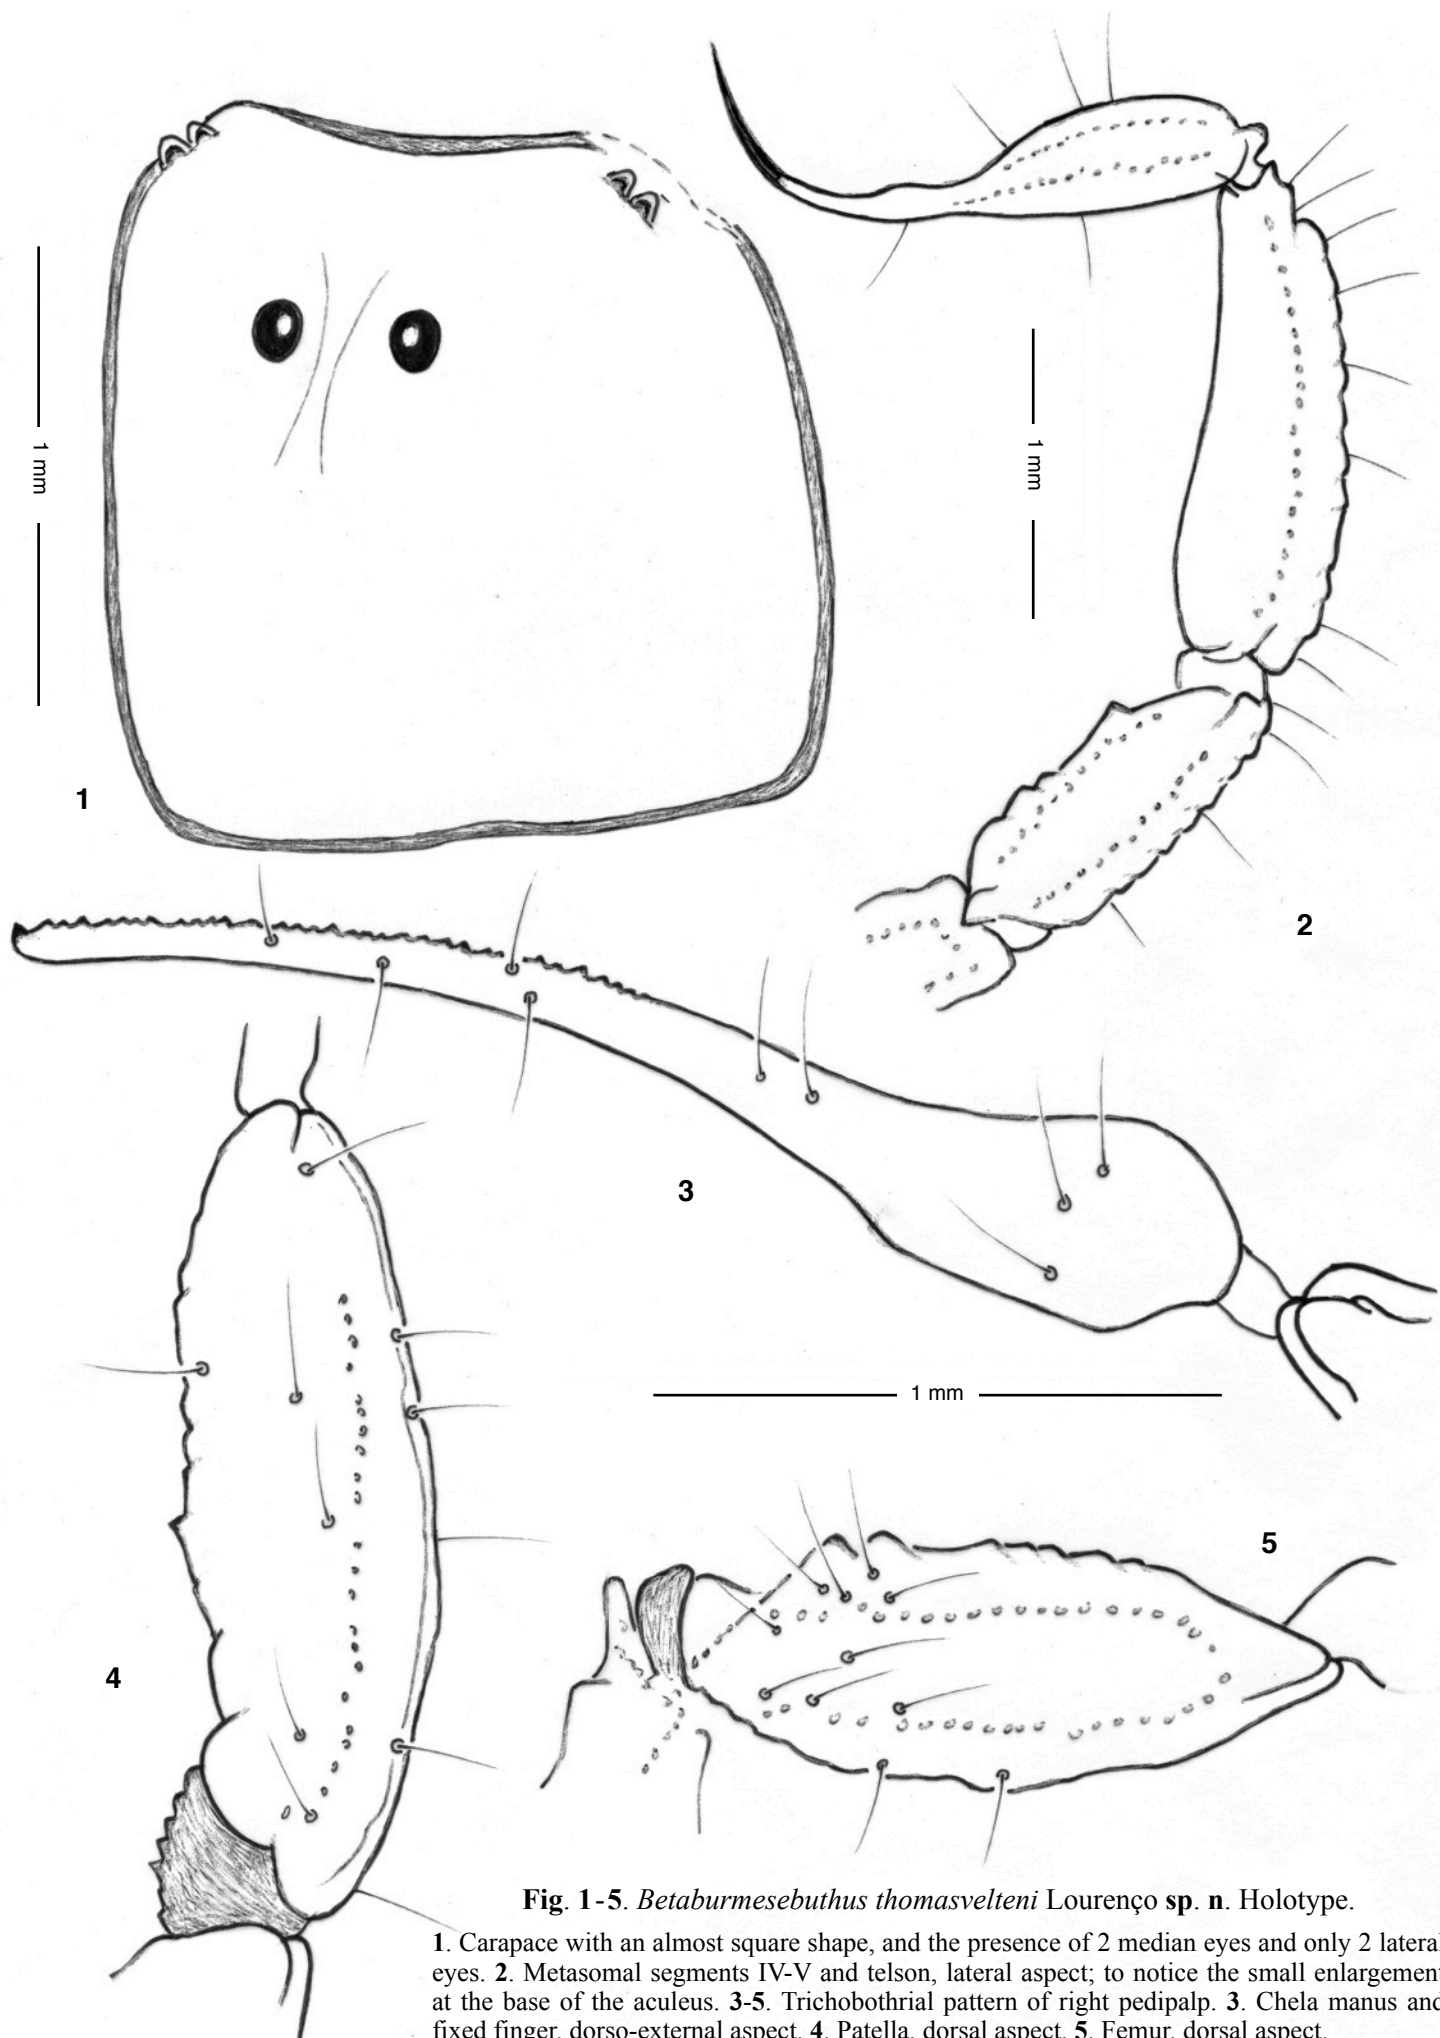 1 mm
1 mm
1
2
3
1 mm
4
5
Fig. 1-5. Betaburmesebuthus thomasvelteni Lourenço sp. n. Holotype.
1. Carapace with an almost square shape, and the presence of 2 median eyes and only 2 lateral
eyes. 2. Metasomal segments IV-V and telson, lateral aspect; to notice the small enlargement
at the base of the aculeus. 3-5. Trichobothrial pattern of right pedipalp. 3. Chela manus and
fixed finger, dorso-external aspect. 4. Patella, dorsal aspect. 5. Femur, dorsal aspect.